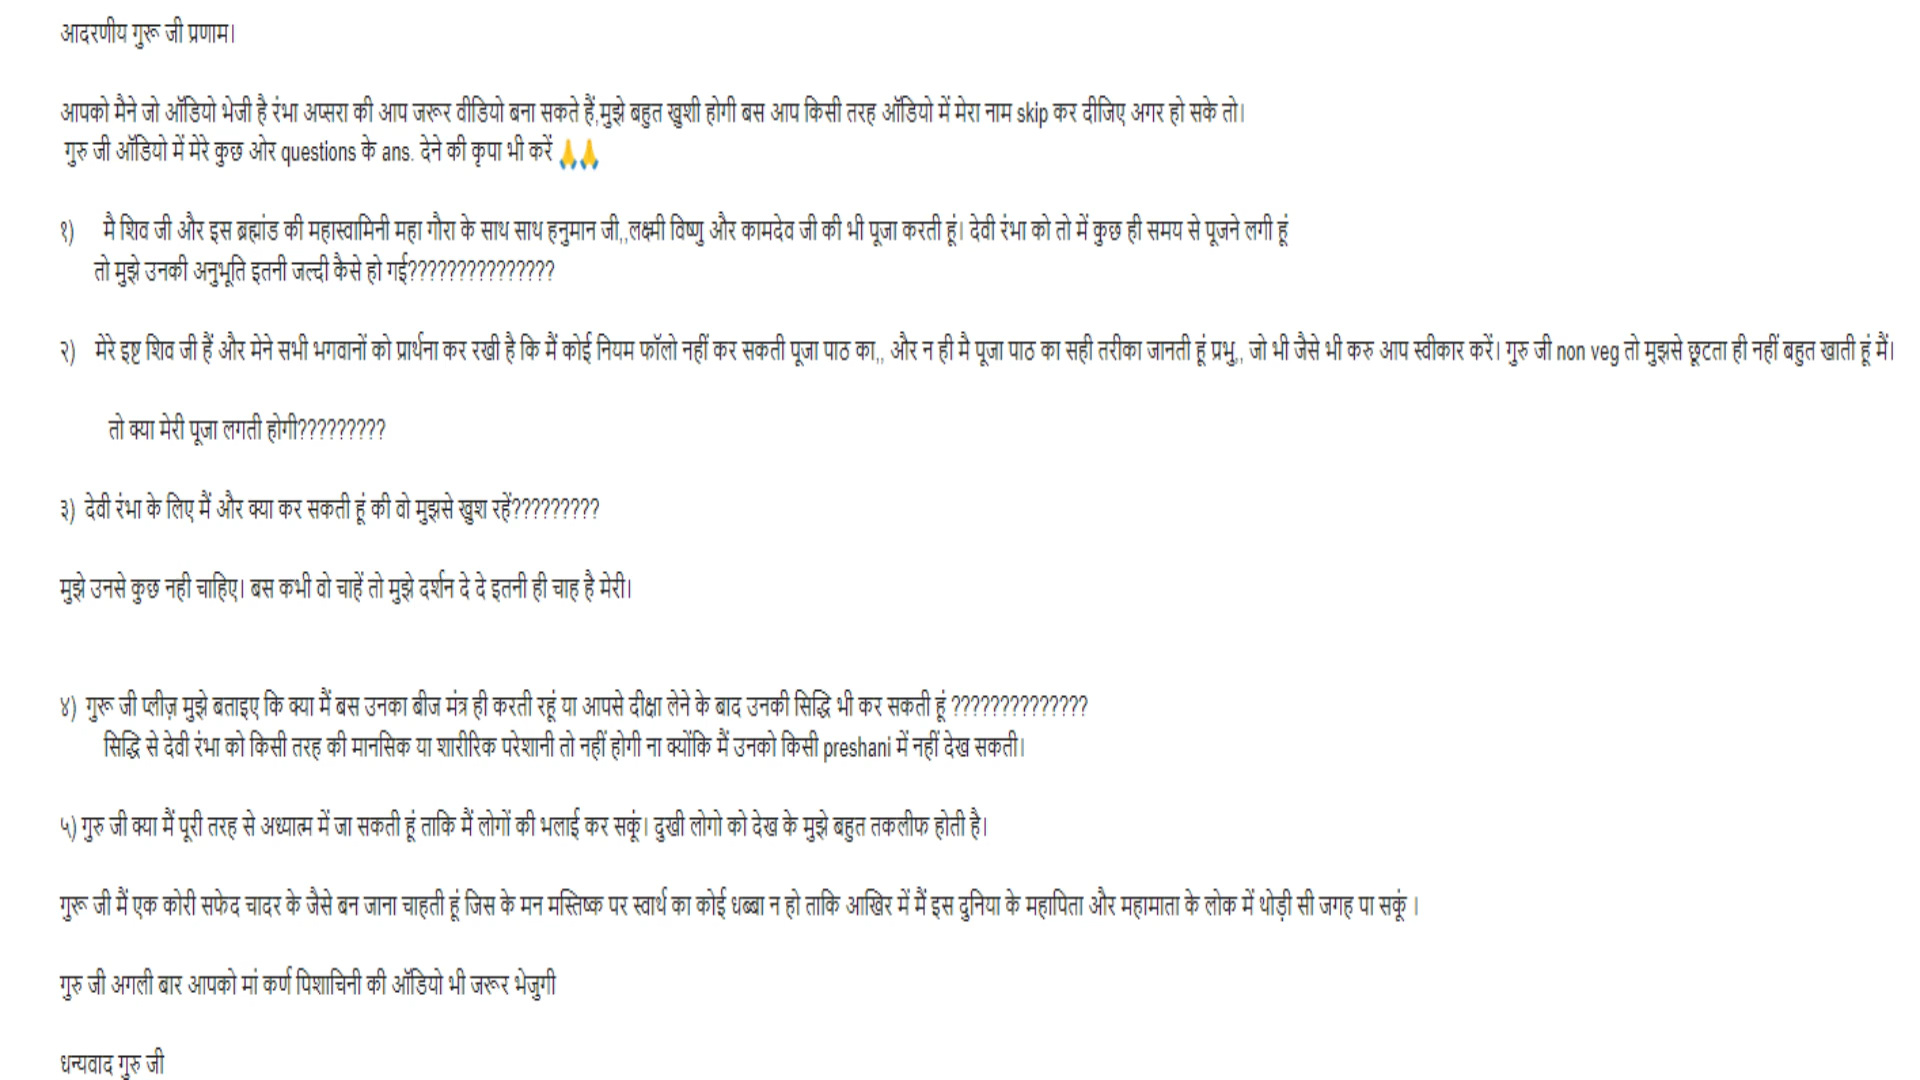 आदरणीय गुरू जी प्रणाम।
आपको मैने जो ऑडियो भेजी है रंभा अप्सरा की आप जरूर वीडियो बना सकते हैं,मुझे बहुत खुशी होगी बस आप किसी तरह ऑडियो में मेरा नाम skip कर दीजिए अगर हो सके तो।
गुरु जी ऑडियो में मेरे कुछ ओर questions के ans. देने की कृपा भी करें 🙏🙏
१) मै शिव जी और इस ब्रह्मांड की महास्वामिनी महा गौरा के साथ साथ हनुमान जी,,लक्ष्मी विष्णु और कामदेव जी की भी पूजा करती हूं। देवी रंभा को तो में कुछ ही समय से पूजने लगी हूं
तो मुझे उनकी अनुभूति इतनी जल्दी कैसे हो गई???????????????
२) मेरे इष्ट शिव जी हैं और मेने सभी भगवानों को प्रार्थना कर रखी है कि मैं कोई नियम फॉलो नहीं कर सकती पूजा पाठ का,, और न ही मै पूजा पाठ का सही तरीका जानती हूं प्रभु,, जो भी जैसे भी करु आप स्वीकार करें। गुरु जी non veg तो मुझसे छूटता ही नहीं बहुत खाती हूं मैं।
तो क्या मेरी पूजा लगती होगी?????????
३) देवी रंभा के लिए मैं और क्या कर सकती हूं की वो मुझसे खुश रहें?????????
मुझे उनसे कुछ नही चाहिए। बस कभी वो चाहें तो मुझे दर्शन दे दे इतनी ही चाह है मेरी।
४) गुरू जी प्लीज़ मुझे बताइए कि क्या मैं बस उनका बीज मंत्र ही करती रहूं या आपसे दीक्षा लेने के बाद उनकी सिद्धि भी कर सकती हूं ??????????????
सिद्धि से देवी रंभा को किसी तरह की मानसिक या शारीरिक परेशानी तो नहीं होगी ना क्योंकि मैं उनको किसी preshani में नहीं देख सकती।
५) गुरु जी क्या मैं पूरी तरह से अध्यात्म में जा सकती हूं ताकि मैं लोगों की भलाई कर सकूं। दुखी लोगो को देख के मुझे बहुत तकलीफ होती है।
गुरू जी मैं एक कोरी सफेद चादर के जैसे बन जाना चाहती हूं जिस के मन मस्तिष्क पर स्वार्थ का कोई धब्बा न हो ताकि आखिर में मैं इस दुनिया के महापिता और महामाता के लोक में थोड़ी सी जगह पा सकूं ।
गुरु जी अगली बार आपको मां कर्ण पिशाचिनी की ऑडियो भी जरूर भेजुगी
धन्यवाद गुरु जी